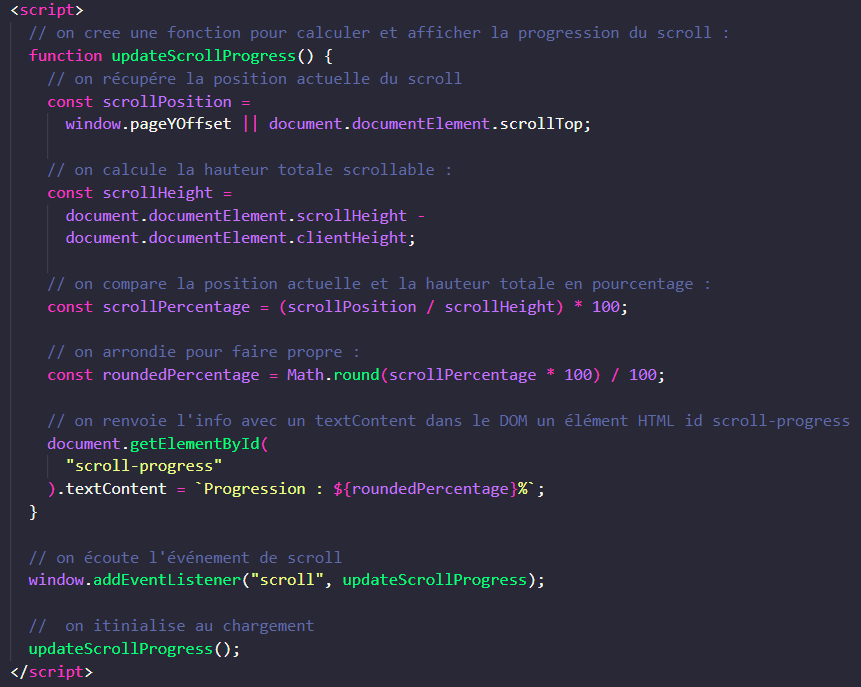 <script>
// on cree une fonction pour calculer et afficher la progression du scroll :
function updateScrollProgress() {
// on récupére la position actuelle du scroll
const scrollPosition =
window.pageYOffset || document.documentElement.scrollTop;
// on calcule la hauteur totale scrollable :
const scrollHeight =
document.documentElement.scrollHeight -
document.documentElement.clientHeight;
// on compare la position actuelle et la hauteur totale en pourcentage :
const scrollPercentage = (scrollPosition / scrollHeight) * 100;
// on arrondie pour faire propre :
const roundedPercentage = Math.round(scrollPercentage * 100) / 100;
// on renvoie l'info avec un textContent dans le DOM un élémént HTML id scroll-progress
document.getElementById(
"scroll-progress"
).textContent = `Progression : ${roundedPercentage}%`;
}
// on écoute l'événement de scroll
window.addEventListener("scroll", updateScrollProgress);
//  on itinialise au chargement
updateScrollProgress();
</script>